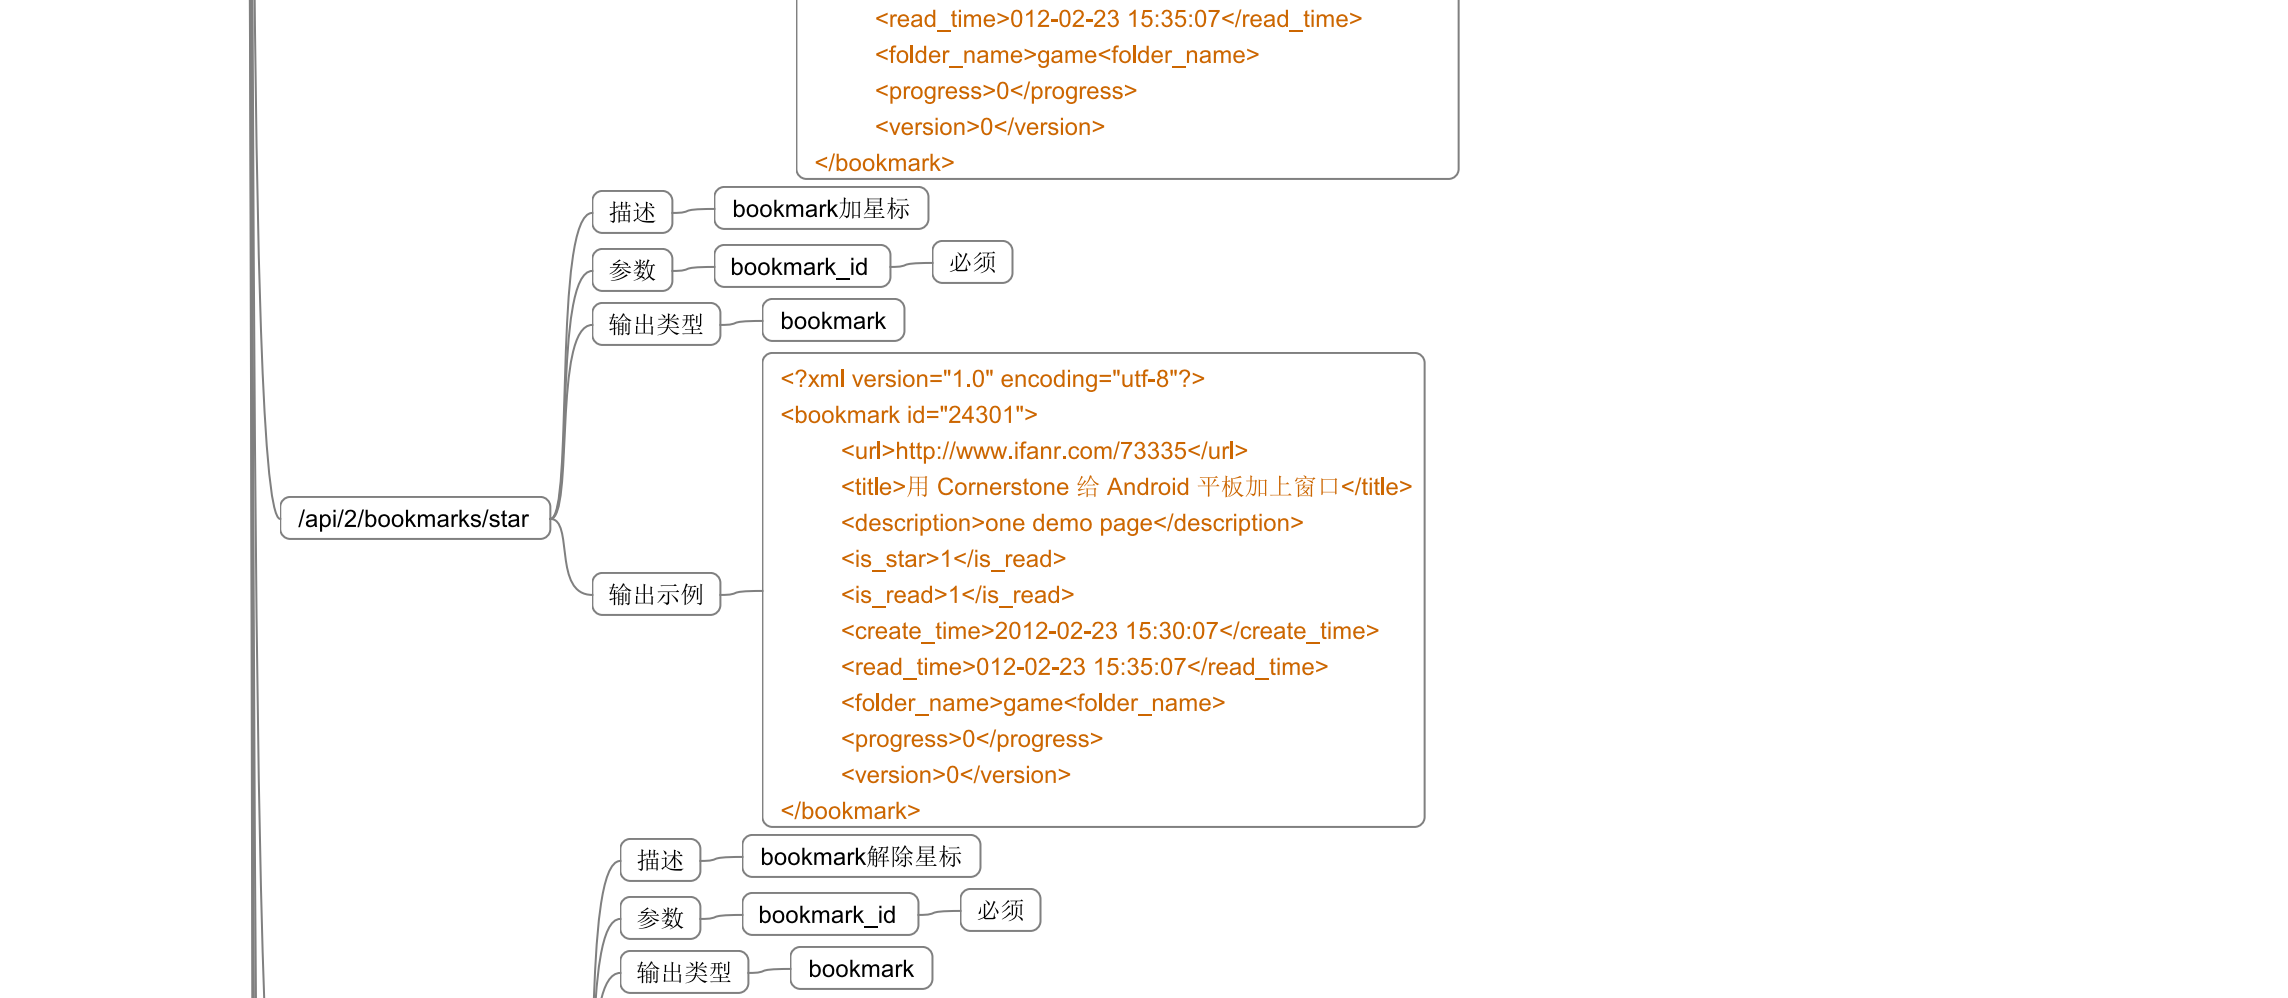 <read_time>012-02-23 15:35:07</read_time>
<folder_name>game<folder_name>
<progress>0</progress>
<version>0</version>
</bookmark>
描述
bookmark加星标
参数
bookmark_id
必须
输出类型
bookmark
/api/2/bookmarks/star
输出示例
<?xml version="1.0" encoding="utf-8"?>
<bookmark id="24301">
<url>http://www.ifanr.com/73335</url>
<title>用 Cornerstone 给 Android 平板加上窗口</title>
<description>one demo page</description>
<is_star>1</is_read>
<is_read>1</is_read>
<create_time>2012-02-23 15:30:07</create_time>
<read_time>012-02-23 15:35:07</read_time>
<folder_name>game<folder_name>
<progress>0</progress>
<version>0</version>
</bookmark>
描述
bookmark解除星标
参数
bookmark_id
必须
输出类型
bookmark